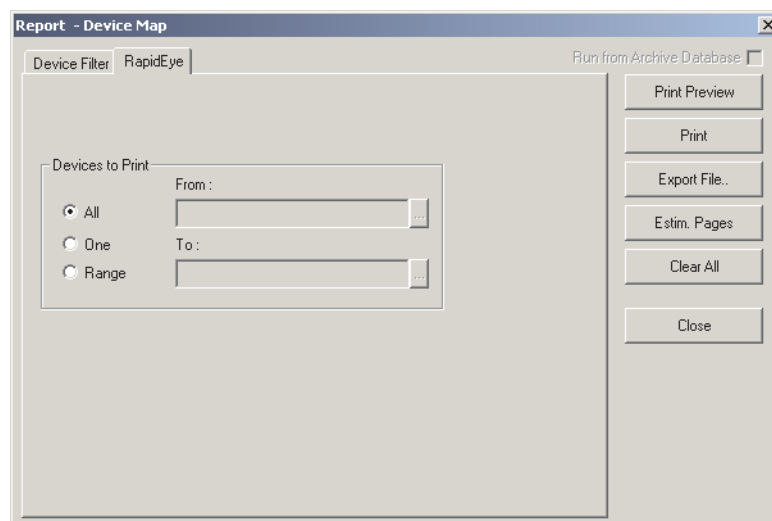 Report - Device Map
Device Filter
RapidEye
Run from Archive Database
Print Preview
Print
Export File..
Estim. Pages
Clear All
Close
Devices to Print
From :
All
...
One
To :
Range
...